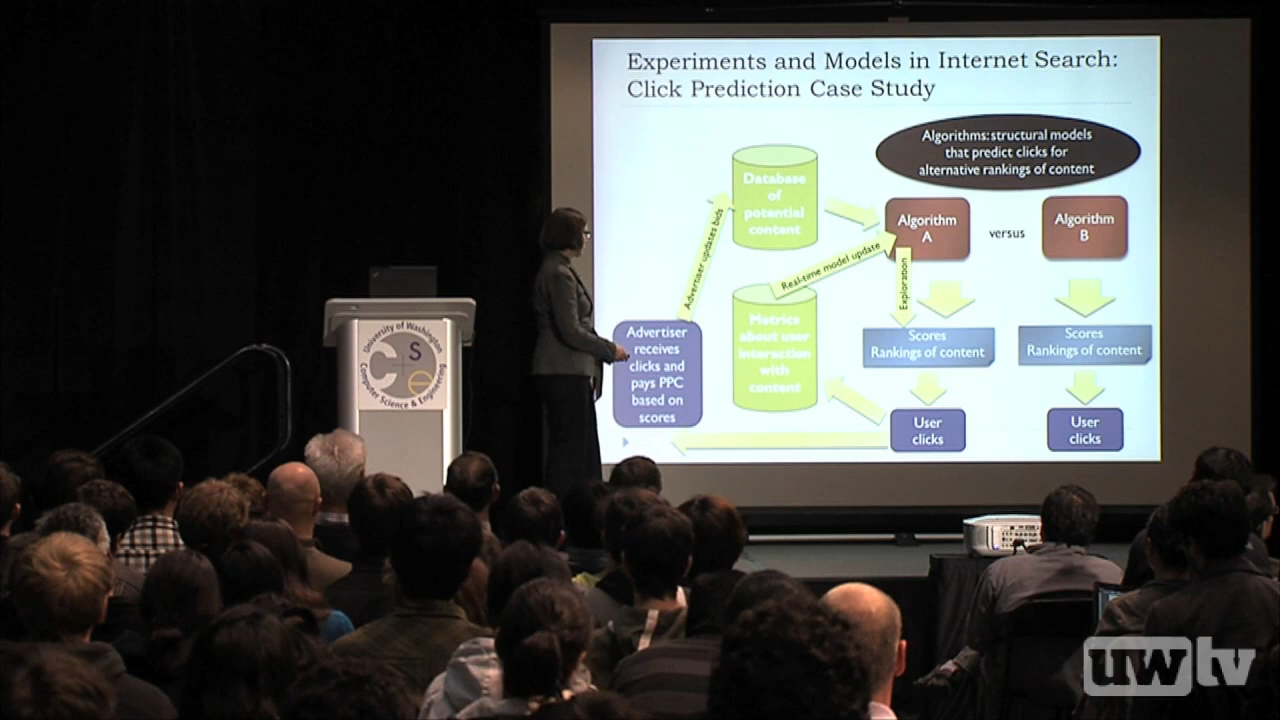 Experiments and Models in Internet Search:
Click Prediction Case Study
Algorithms: structural models
that predict clicks for
alternative rankings of content
Database
of
potential
content
Advertiser updates bids
Algorithm
A
versus
Algorithm
B
Real-time model update
Exploration
Metrics
about user
interaction
with
content
Advertiser
receives
clicks and
pays PPC
based on
scores
Scores
Rankings of content
Scores
Rankings of content
User
clicks
User
clicks
University of Washington
C S e
Computer Science & Engineering
uwtv